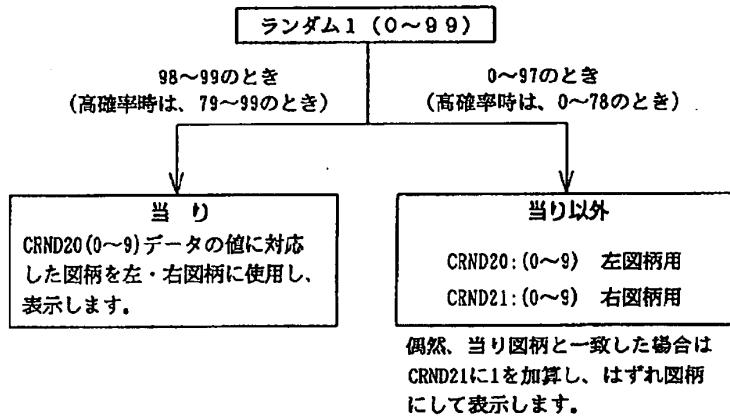 ランダム1(0～99)
98～99のとき
(高確率時は、79～99のとき)
0～97のとき
(高確率時は、0～78のとき)
当り
CRND20(0～9)データの値に対応
した図柄を左・右図柄に使用し、
表示します。
当り以外
CRND20:(0～9) 左図柄用
CRND21:(0～9) 右図柄用
偶然、当り図柄と一致した場合は
CRND21に1を加算し、はずれ図柄
にして表示します。